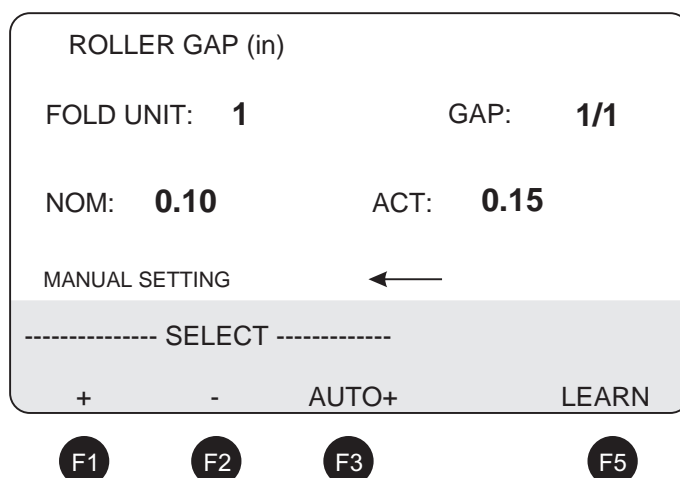 ROLLER GAP (in)
FOLD UNIT: 1 GAP: 1/1
NOM: 0.10 ACT: 0.15
MANUAL SETTING
--------------- SELECT -------------
+ - AUTO+ LEARN
F1 F2 F3 F5